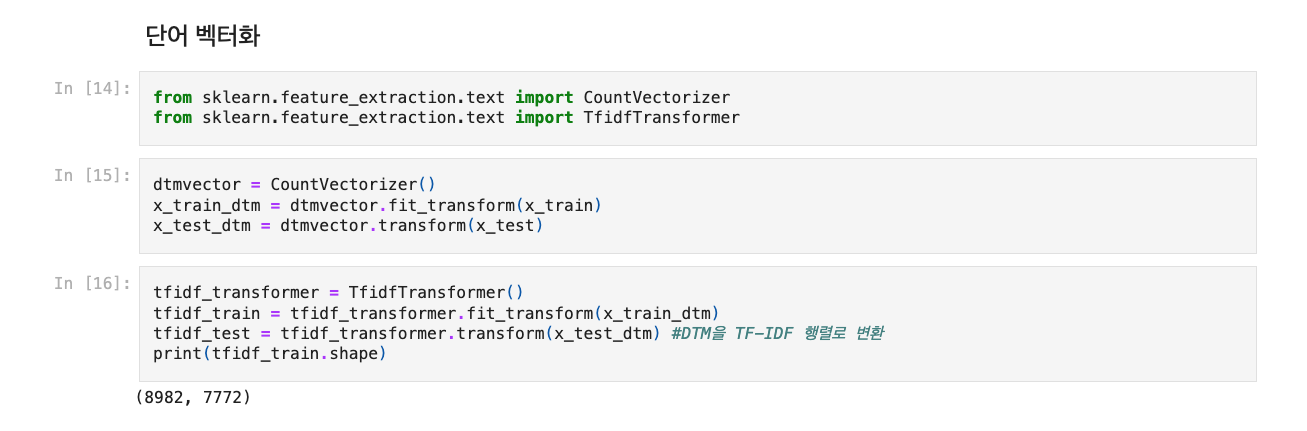 단어 벡터화
In [14]:
from sklearn.feature_extraction.text import CountVectorizer
from sklearn.feature_extraction.text import TfidfTransformer
In [15]:
dtmvector = CountVectorizer()
x_train_dtm = dtmvector.fit_transform(x_train)
x_test_dtm = dtmvector.transform(x_test)
In [16]:
tfidf_transformer = TfidfTransformer()
tfidf_train = tfidf_transformer.fit_transform(x_train_dtm)
tfidf_test = tfidf_transformer.transform(x_test_dtm) #DTM을 TF-IDF 행렬로 변환
print(tfidf_train.shape)
(8982, 7772)